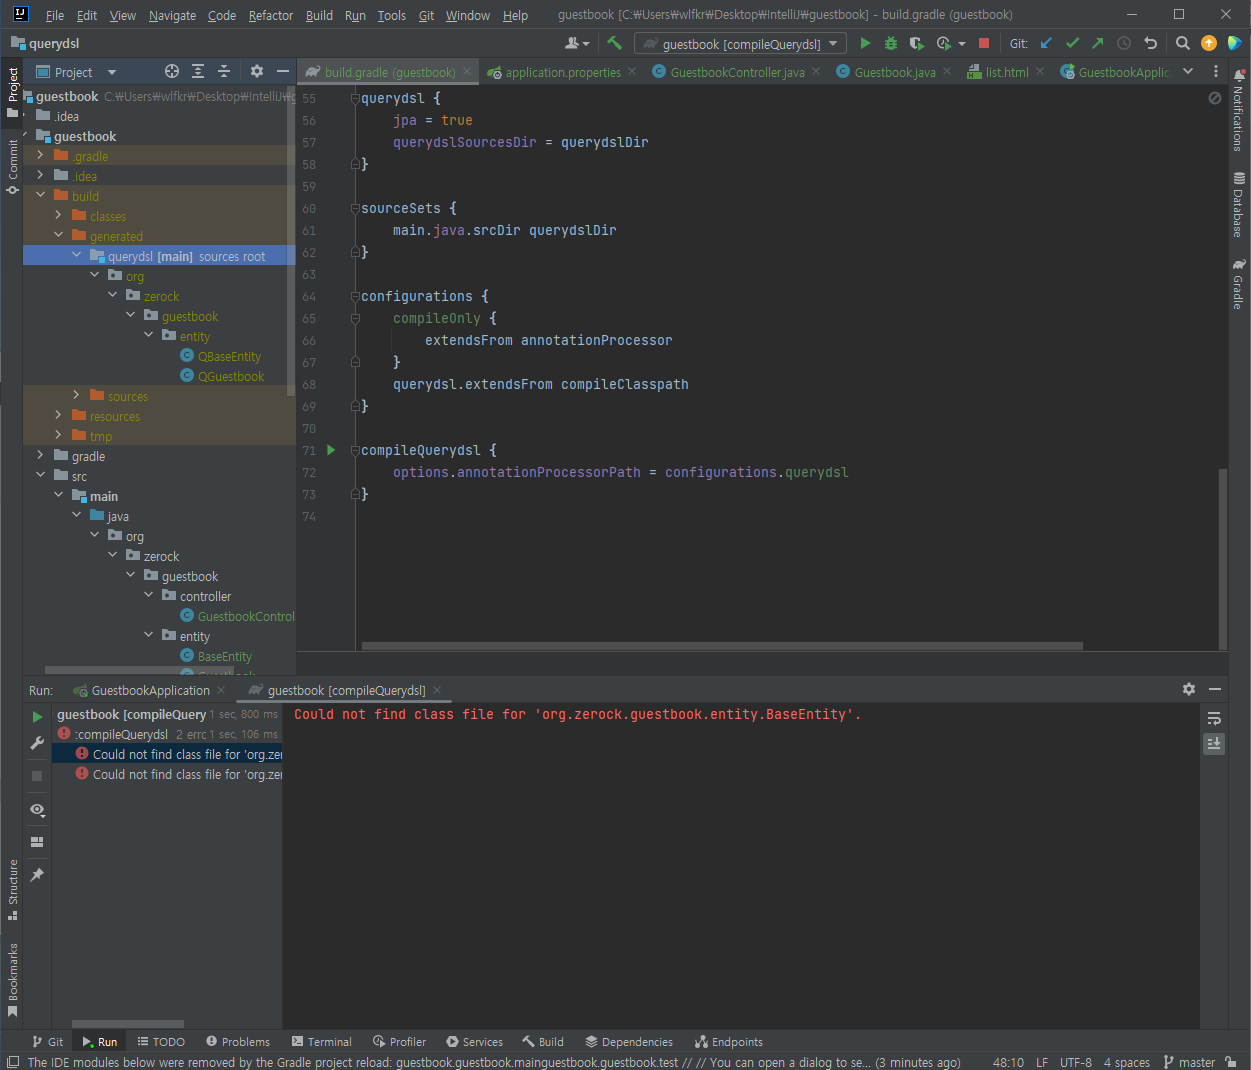 File Edit View Navigate Code Refactor Build Run Tools Git Window Help guestbook [C:￦Users￦wlfkr￦Desktop￦IntelliJ￦guestbook] - build.gradle (guestbook)
querydsl guestbook [compileQuerydsl] Git:
Project build.gradle (guestbook) application.properties GuestbookController.java Guestbook.java list.html GuestbookApplic
guestbook C:￦Users￦wlfkr￦Desktop￦IntelliJ￦g
.idea
guestbook
.gradle
.idea
build
classes
generated
querydsl [main] sources root
org
zerock
guestbook
entity
QBaseEntity
QGuestbook
sources
resources
tmp
gradle
src
main
java
org
zerock
guestbook
controller
GuestbookControl
entity
BaseEntity
55 querydsl {
56 jpa = true
57 querydslSourcesDir = querydslDir
58 }
59
60 sourceSets {
61 main.java.srcDir querydslDir
62 }
63
64 configurations {
65 compileOnly {
66 extendsFrom annotationProcessor
67 }
68 querydsl.extendsFrom compileClasspath
69 }
70
71 compileQuerydsl {
72 options.annotationProcessorPath = configurations.querydsl
73 }
74
Project
Commit
Structure
Bookmarks
Notifications
Database
Gradle
Run: GuestbookApplication guestbook [compileQuerydsl]
guestbook [compileQuery 1 sec, 800 ms
:compileQuerydsl 2 errc 1 sec, 106 ms
Could not find class file for 'org.zer
Could not find class file for 'org.zer
Could not find class file for 'org.zerock.guestbook.entity.BaseEntity'.
Git Run TODO Problems Terminal Profiler Services Build Dependencies Endpoints
The IDE modules below were removed by the Gradle project reload: guestbook.guestbook.mainguestbook.guestbook.test // // You can open a dialog to se... (3 minutes ago) 48:10 LF UTF-8 4 spaces master